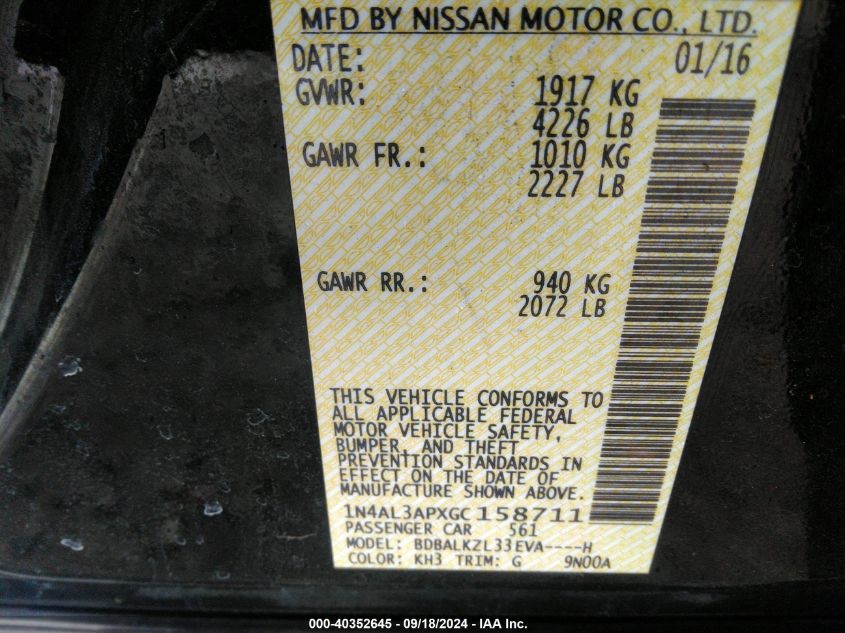 MFD BY NISSAN MOTOR CO., LTD.
DATE: 01/16
GVWR: 1917 KG
4226 LB
GAWR FR.: 1010 KG
2227 LB
GAWR RR.: 940 KG
2072 LB
THIS VEHICLE CONFORMS TO
ALL APPLICABLE FEDERAL
MOTOR VEHICLE SAFETY,
BUMPER, AND THEFT
PREVENTION STANDARDS IN
EFFECT ON THE DATE OF
MANUFACTURE SHOWN ABOVE.
1N4AL3APXGC158711
PASSENGER CAR 561
MODEL: BDBALKZL33EVA----H
COLOR: KH3 TRIM: G 9N00A
000-40352645 - 09/18/2024 - IAA Inc.